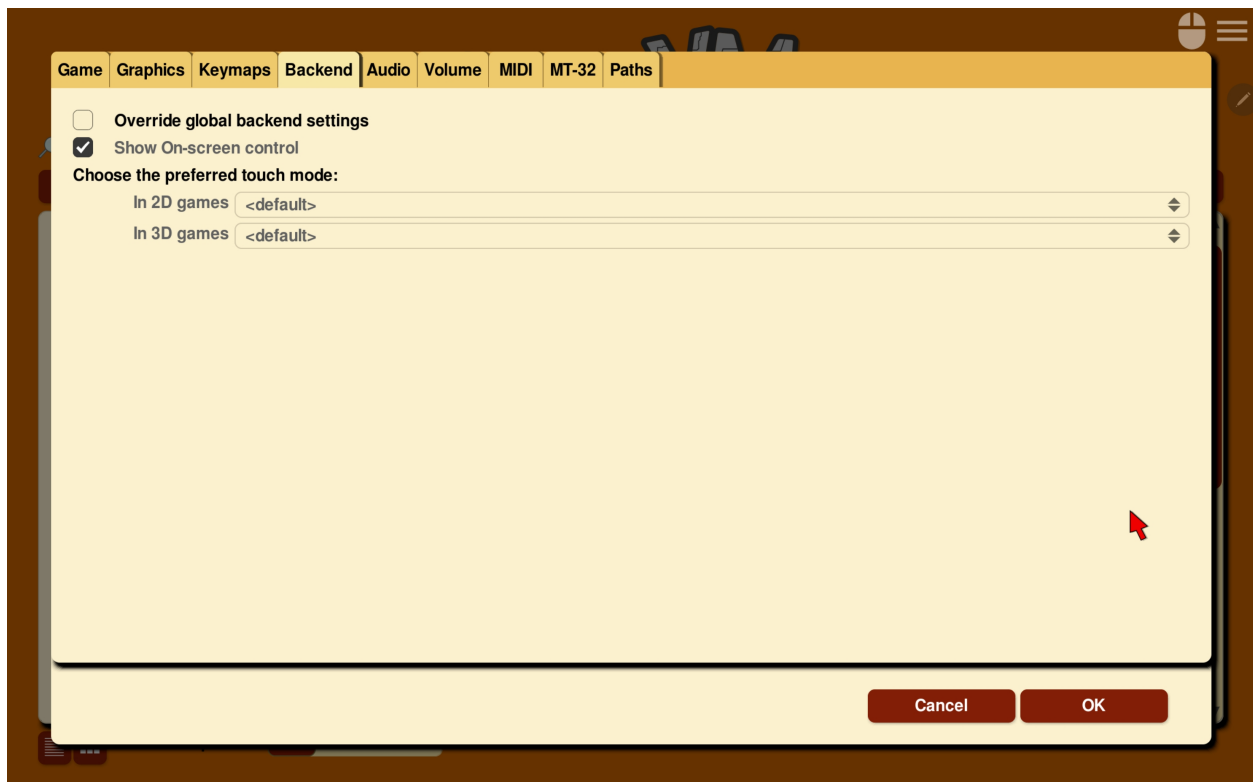 Game Graphics Keymaps Backend Audio Volume MIDI MT-32 Paths
Override global backend settings
Show On-screen control
Choose the preferred touch mode:
In 2D games <default>
In 3D games <default>
Cancel OK